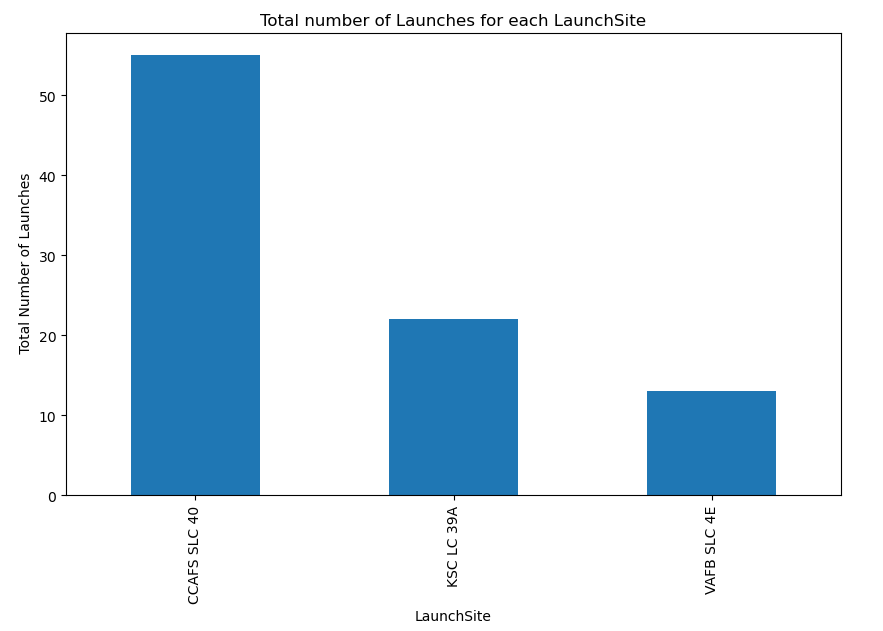 Total number of Launches for each LaunchSite
Total Number of Launches
50
40
30
20
10
0
CCAFS SLC 40
KSC LC 39A
VAFB SLC 4E
LaunchSite